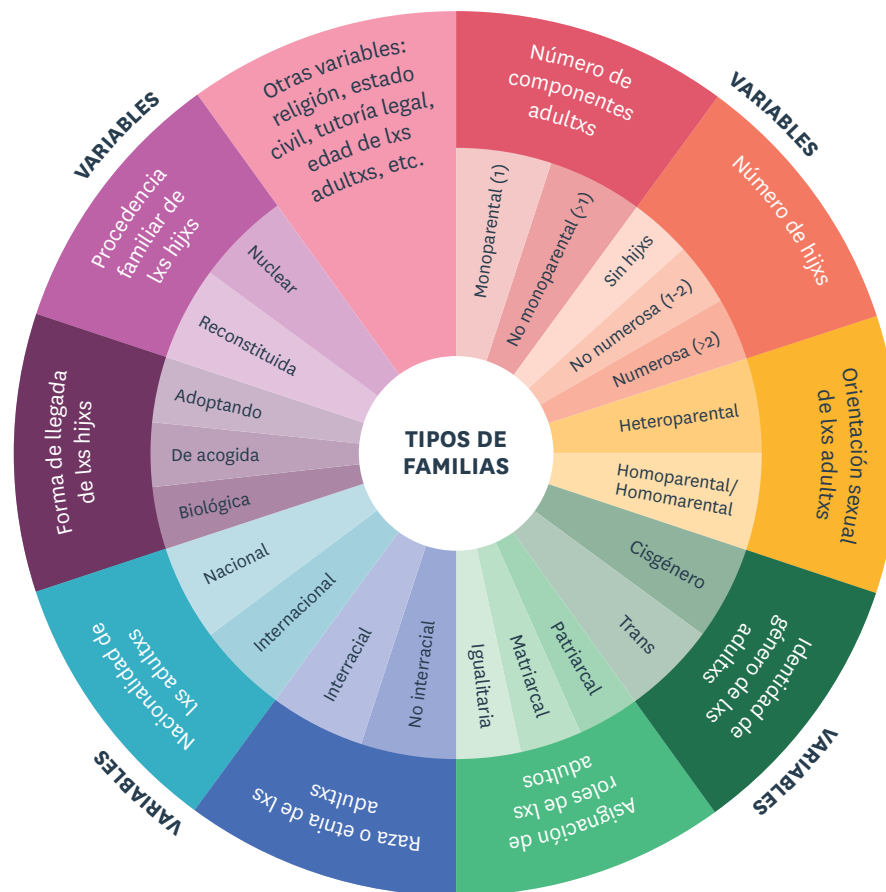 TIPOS DE
FAMILIAS
VARIABLES
Número de
componentes
adultxs
Monoparental (1)
No monoparental (>1)
VARIABLES
Número de hijxs
Sin hijxs
No numerosa (1-2)
Numerosa (>2)
Orientación sexual
de lxs adultxs
Heteroparental
Homoparental/
Homomarental
Identidad de
género de lxs
adultxs
Cisgénero
Trans
VARIABLES
Asignación de
roles de lxs
adultos
Patriarcal
Matriarcal
Igualitaria
Raza o etnia de lxs
adultxs
No interracial
Interracial
VARIABLES
Nacionalidad de
lxs adultxs
Internacional
Nacional
Forma de llegada
de lxs hijxs
Biológica
De acogida
Adoptando
Procedencia
familiar de
lxs hijxs
Reconstituida
Nuclear
Otras variables:
religión, estado
civil, tutoría legal,
edad de lxs
adultxs, etc.